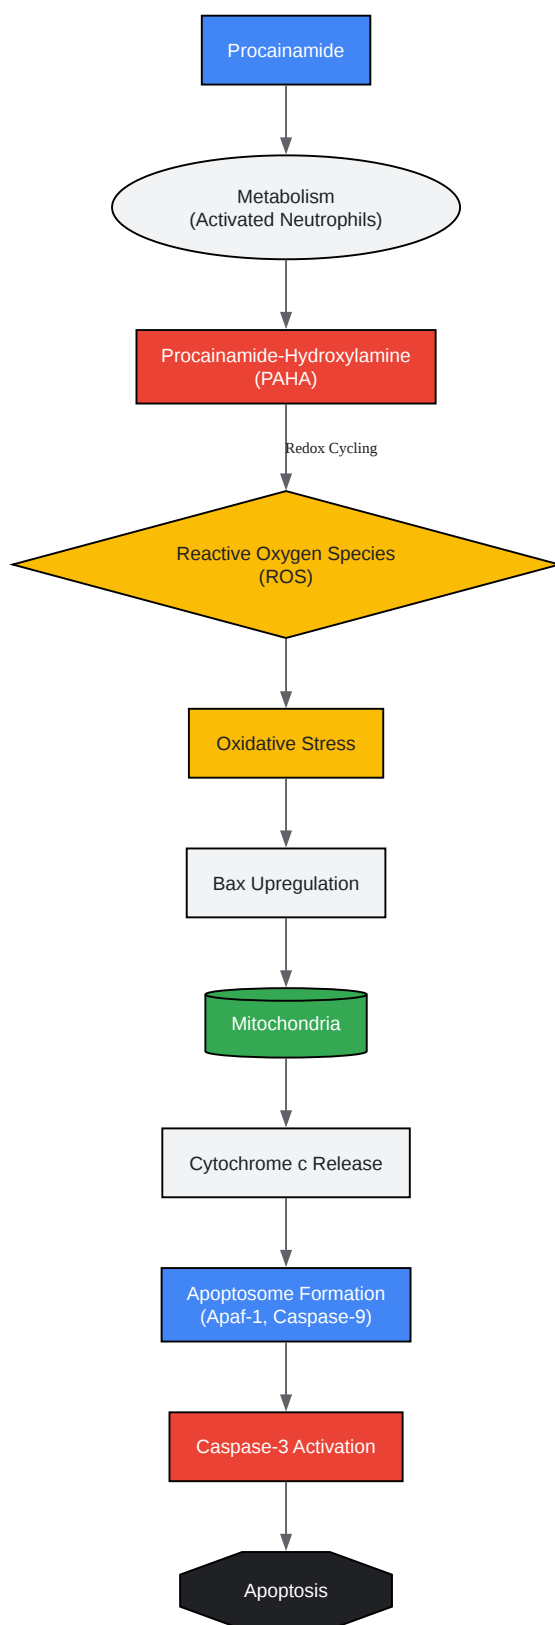 Procainamide
Metabolism
(Activated Neutrophils)
Procainamide-Hydroxylamine
(PAHA)
Redox Cycling
Reactive Oxygen Species
(ROS)
Oxidative Stress
Bax Upregulation
Mitochondria
Cytochrome c Release
Apoptosome Formation
(Apaf-1, Caspase-9)
Caspase-3 Activation
Apoptosis